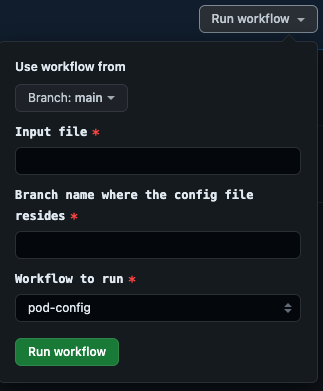 Run workflow
Use workflow from
Branch: main
Input file *
Branch name where the config file
resides *
Workflow to run *
pod-config
Run workflow